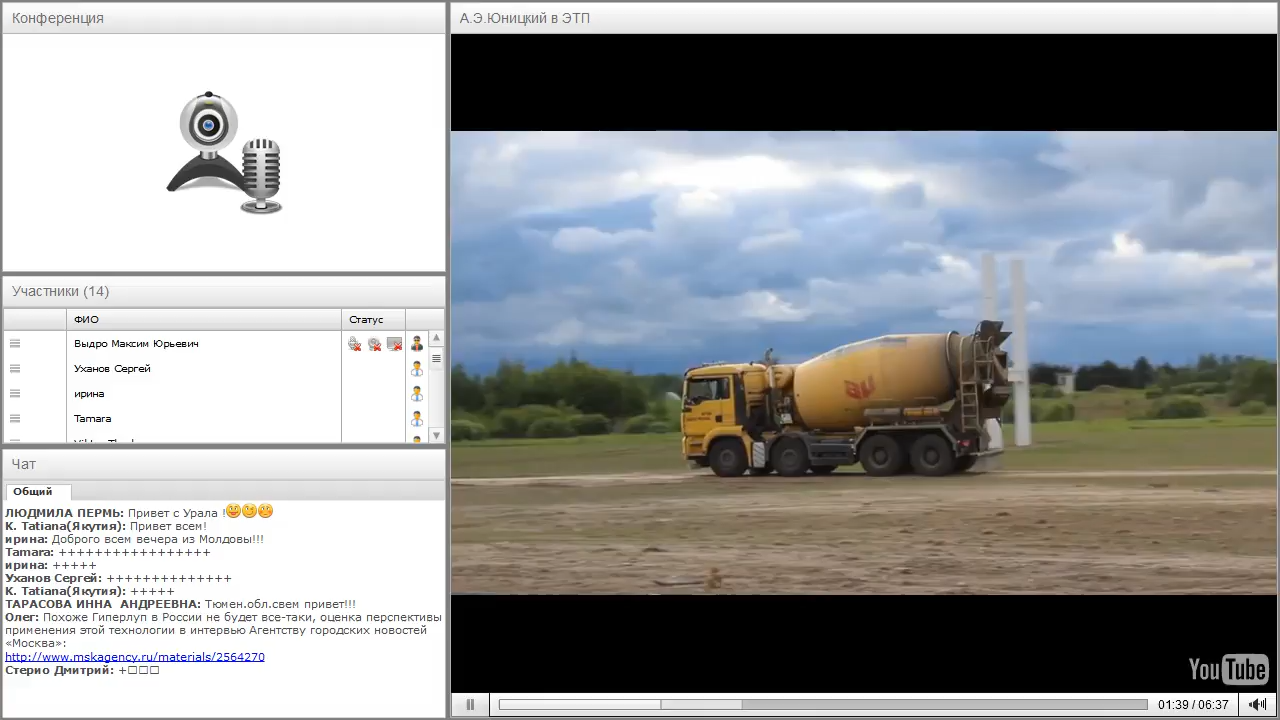 Конференция
А.Э.Юницкий в ЭТП
Участники (14)
ФИО
Статус
Выдро Максим Юрьевич
Уханов Сергей
ирина
Tamara
Чат
Общий
ЛЮДМИЛА ПЕРМЬ: Привет с Урала !
K. Tatiana(Якутия): Привет всем!
ирина: Доброго всем вечера из Молдовы!!!
Tamara: +++++++++++++++++
ирина: +++++
Уханов Сергей: ++++++++++++++
K. Tatiana(Якутия): +++++
ТАРАСОВА ИННА АНДРЕЕВНА: Тюмен.обл.свем привет!!!
Олег: Похоже Гиперлуп в России не будет все-таки, оценка перспективы
применения этой технологии в интервью Агентству городских новостей
«Москва»:
http://www.mskagency.ru/materials/2564270
Стерио Дмитрий: +□□□
YouTube
01:39 / 06:37